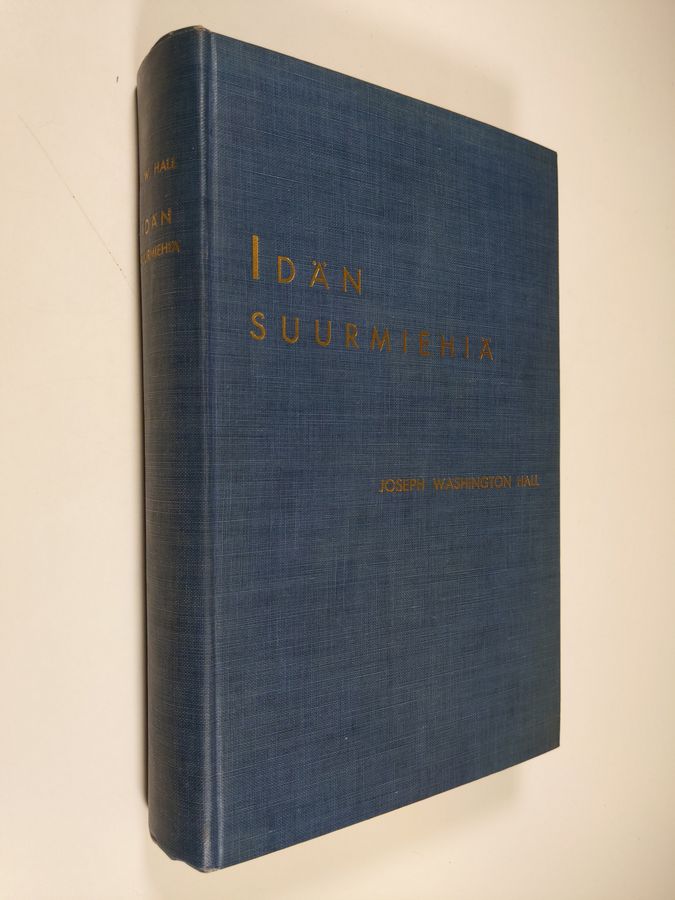 W. HALL
IDÄN
SUURMIEHIÄ
IDÄN
SUURMIEHIÄ
JOSEPH WASHINGTON HALL